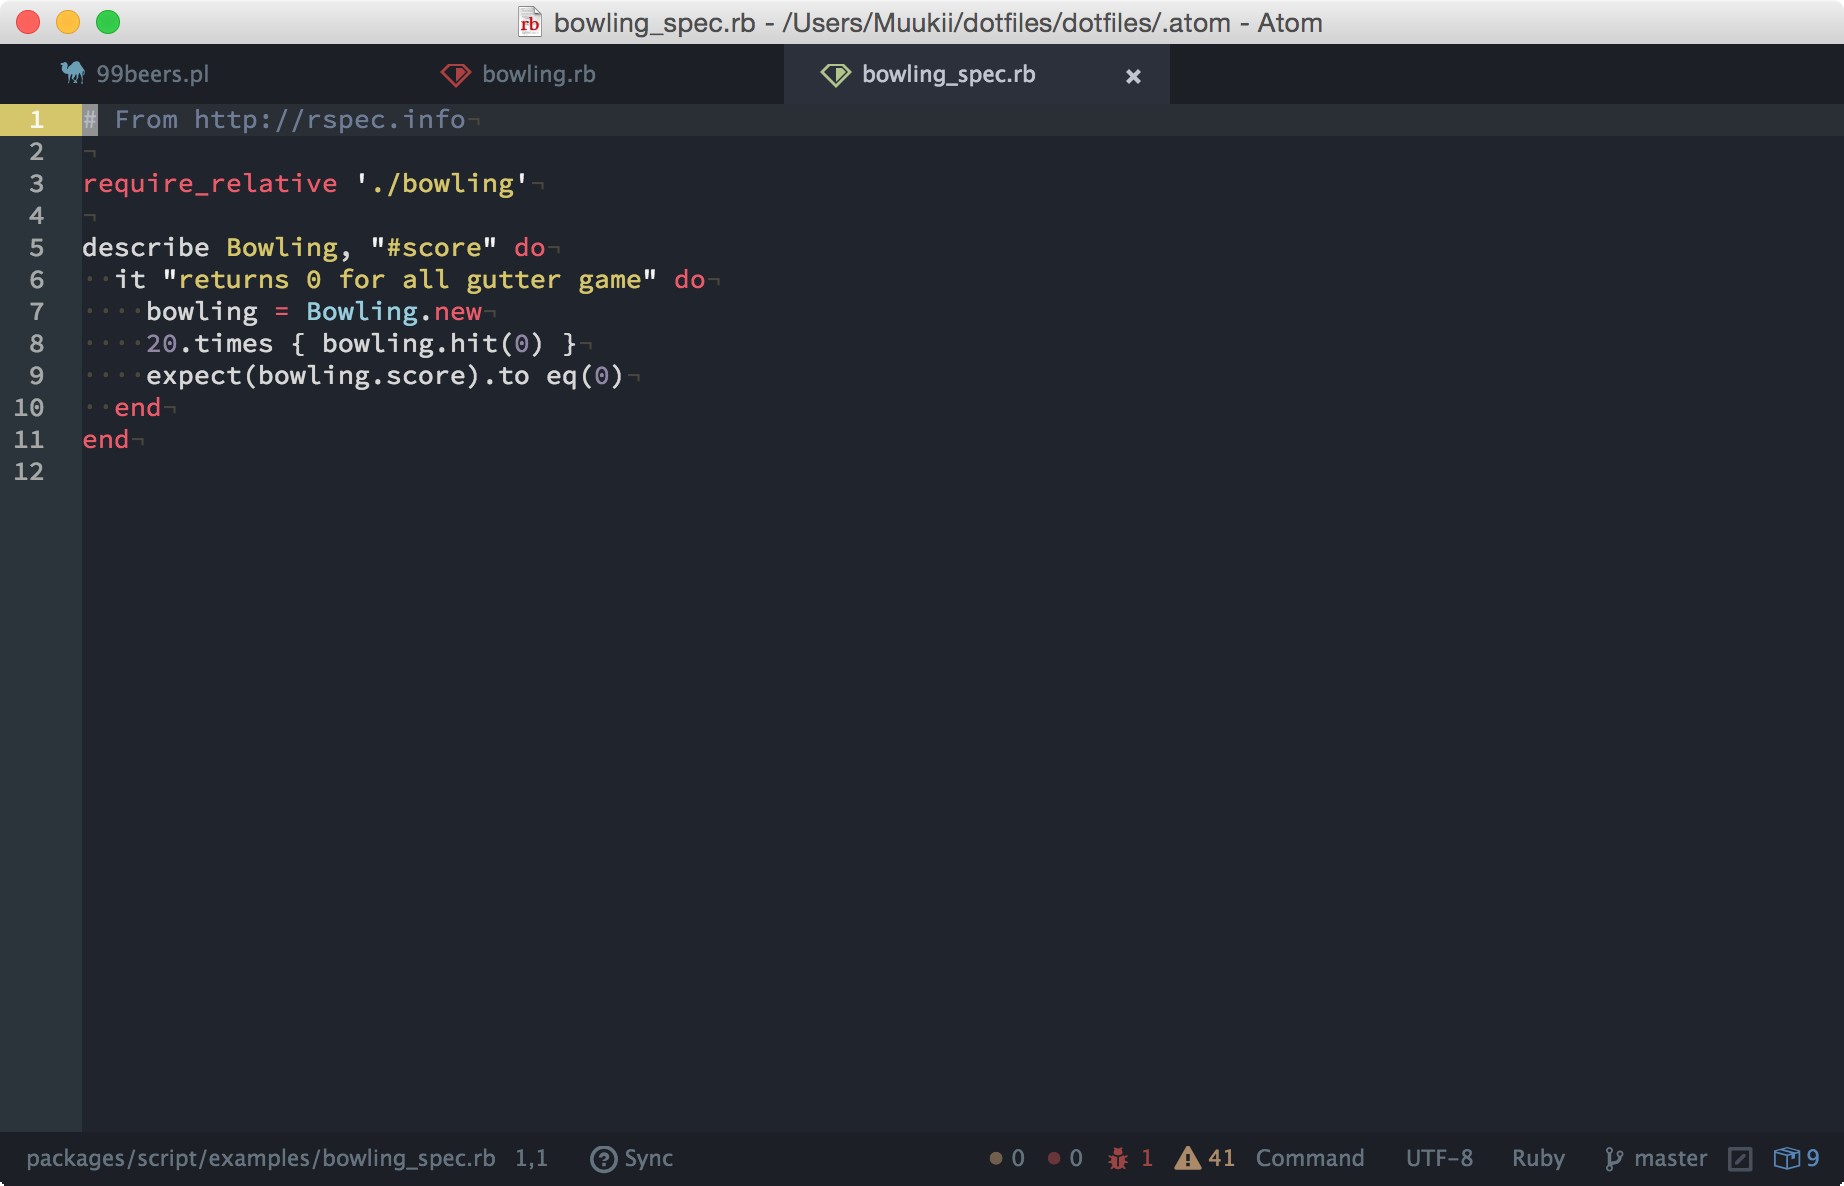 rb bowling_spec.rb - /Users/Muukii/dotfiles/dotfiles/.atom - Atom
99beers.pl bowling.rb bowling_spec.rb ×
1 # From http://rspec.info¬
2 ¬
3 require_relative './bowling'¬
4 ¬
5 describe Bowling, "#score" do¬
6 ··it "returns 0 for all gutter game" do¬
7 ····bowling = Bowling.new¬
8 ····20.times { bowling.hit(0) }¬
9 ····expect(bowling.score).to eq(0)¬
10 ··end¬
11 end¬
12
packages/script/examples/bowling_spec.rb 1,1 Sync 0 0 1 41 Command UTF-8 Ruby master 9